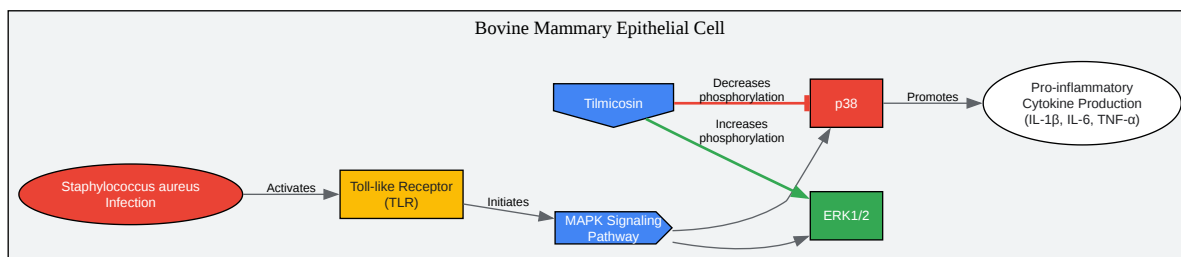 Bovine Mammary Epithelial Cell
Tilmicosin
Decreases
phosphorylation
p38
Promotes
Pro-inflammatory
Cytokine Production
(IL-1β, IL-6, TNF-α)
Increases
phosphorylation
Staphylococcus aureus
Infection
Activates
Toll-like Receptor
(TLR)
Initiates
MAPK Signaling
Pathway
ERK1/2